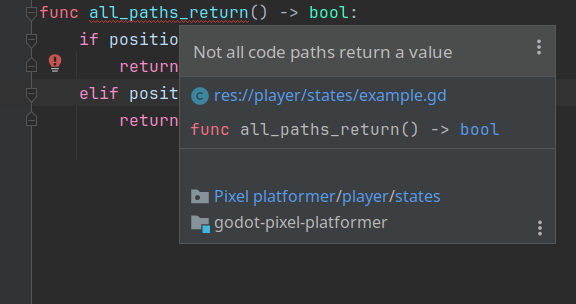 func all_paths_return() -> bool:
if positio
return
elif posit
return
Not all code paths return a value
res://player/states/example.gd
func all_paths_return() -> bool
Pixel platformer/player/states
godot-pixel-platformer